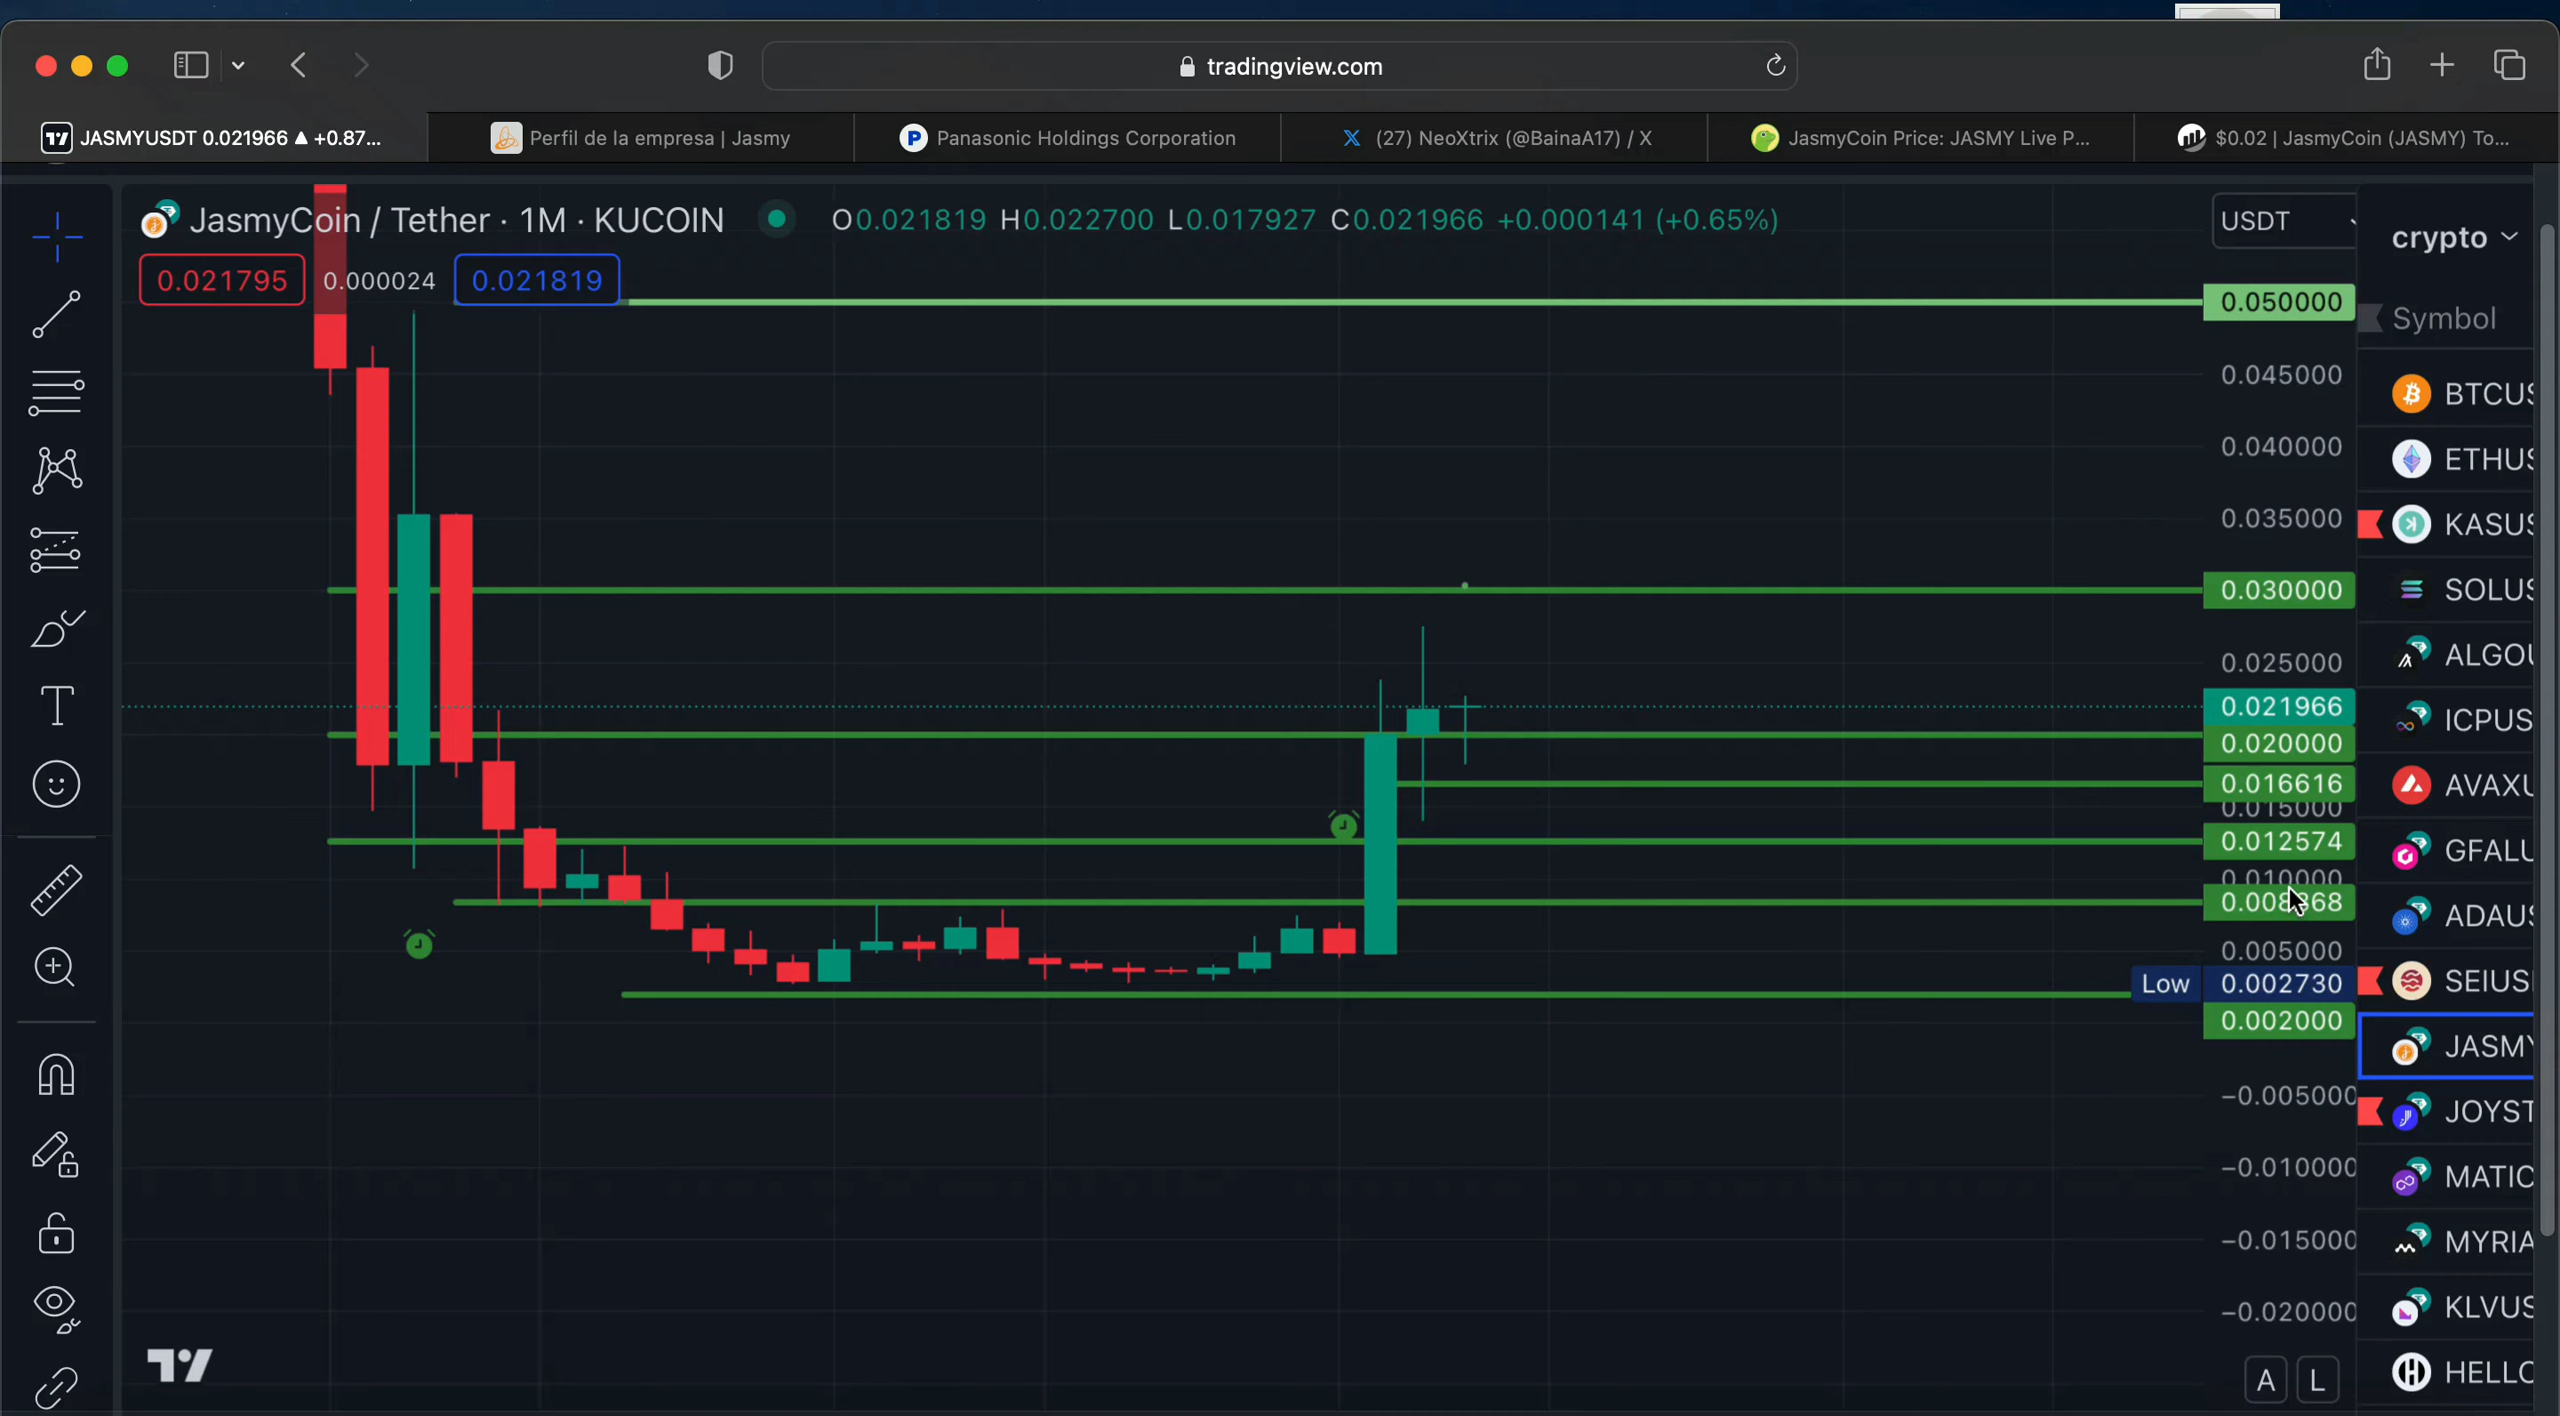 tradingview.com
JASMYUSDT 0.021966 ▲ +0.87...
Perfil de la empresa | Jasmy
Panasonic Holdings Corporation
(27) NeoXtrix (@BainaA17) / X
JasmyCoin Price: JASMY Live P...
$0.02 | JasmyCoin (JASMY) To...
JasmyCoin / Tether · 1M · KUCOIN
O0.021819 H0.022700 L0.017927 C0.021966 +0.000141 (+0.65%)
USDT
crypto
0.021795
0.000024
0.021819
0.050000
Symbol
0.045000
BTCUS
0.040000
ETHUS
0.035000
KASUS
0.030000
SOLUS
0.025000
ALGOU
0.021966
ICPUS
0.020000
0.016616
AVAXU
0.015000
0.012574
GFALU
0.010000
ADAUS
0.005000
Low 0.002730
SEIUS
0.002000
JASMY
-0.005000
JOYST
-0.010000
MATIC
-0.015000
MYRIA
-0.020000
KLVUS
A L
HELLO